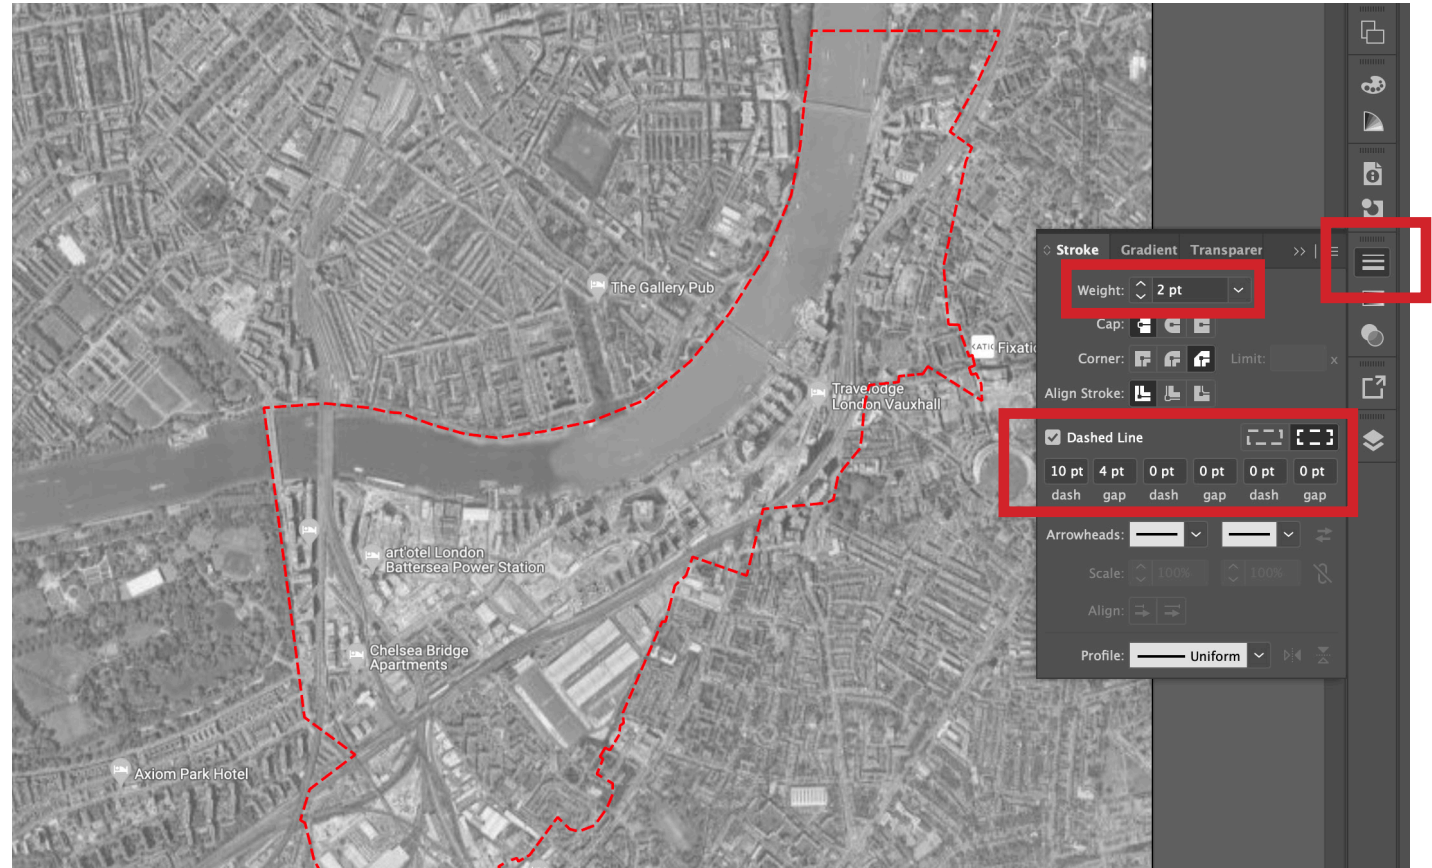 The Gallery Pub
Travelodge
London Vauxhall
art'otel London
Battersea Power Station
Chelsea Bridge
Apartments
Axiom Park Hotel
Stroke Gradient
Weight: 2 pt
Cap:
Corner: Limit: x
Align Stroke:
Dashed Line
10 pt 4 pt 0 pt 0 pt 0 pt 0 pt
dash gap dash gap dash gap
Arrowheads:
Scale: 100% 100%
Align:
Profile: Uniform